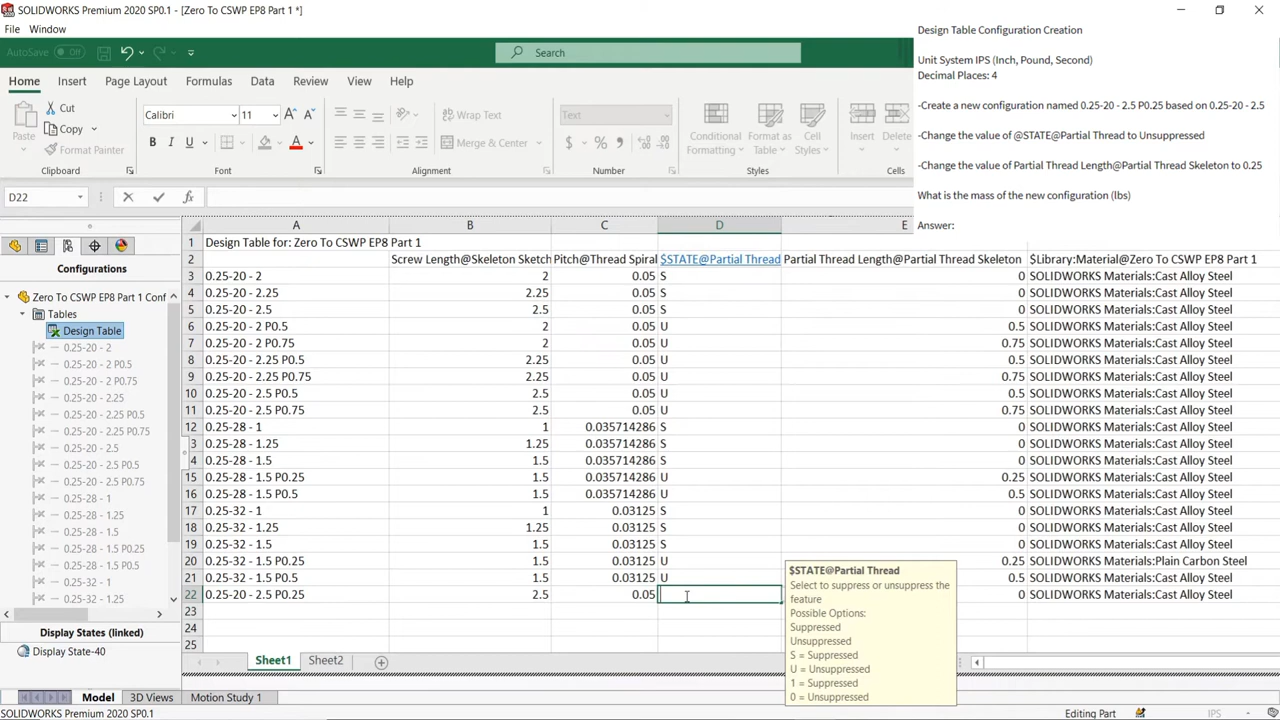 SOLIDWORKS Premium 2020 SP0.1 - [Zero To CSWP EP8 Part 1 *]
File Window
AutoSave Off
Search
Home Insert Page Layout Formulas Data Review View Help
Paste
Cut
Copy
Format Painter
Clipboard
Calibri 11
B I U
Font
Wrap Text
Merge & Center
Alignment
Text
$ %
Number
Conditional Formatting
Format as Table
Cell Styles
Styles
Insert Delete
Cells
Design Table Configuration Creation
Unit System IPS (Inch, Pound, Second)
Decimal Places: 4
-Create a new configuration named 0.25-20 - 2.5 P0.25 based on 0.25-20 - 2.5
-Change the value of @STATE@Partial Thread to Unsuppressed
-Change the value of Partial Thread Length@Partial Thread Skeleton to 0.25
What is the mass of the new configuration (lbs)
Answer:
D22 fx
Configurations
Zero To CSWP EP8 Part 1 Conf
Tables
Design Table
0.25-20 - 2
0.25-20 - 2 P0.5
0.25-20 - 2 P0.75
0.25-20 - 2.25
0.25-20 - 2.25 P0.5
0.25-20 - 2.25 P0.75
0.25-20 - 2.5
0.25-20 - 2.5 P0.5
0.25-20 - 2.5 P0.75
0.25-28 - 1
0.25-28 - 1.25
0.25-28 - 1.5
0.25-28 - 1.5 P0.25
0.25-28 - 1.5 P0.5
0.25-32 - 1
0.25-32 - 1.25
Display States (linked)
Display State-40
A B C D E
1 Design Table for: Zero To CSWP EP8 Part 1
2 Screw Length@Skeleton Sketch Pitch@Thread Spiral $STATE@Partial Thread Partial Thread Length@Partial Thread Skeleton $Library:Material@Zero To CSWP EP8 Part 1
3 0.25-20 - 2 2 0.05 S 0 SOLIDWORKS Materials:Cast Alloy Steel
4 0.25-20 - 2.25 2.25 0.05 S 0 SOLIDWORKS Materials:Cast Alloy Steel
5 0.25-20 - 2.5 2.5 0.05 S 0 SOLIDWORKS Materials:Cast Alloy Steel
6 0.25-20 - 2 P0.5 2 0.05 U 0.5 SOLIDWORKS Materials:Cast Alloy Steel
7 0.25-20 - 2 P0.75 2 0.05 U 0.75 SOLIDWORKS Materials:Cast Alloy Steel
8 0.25-20 - 2.25 P0.5 2.25 0.05 U 0.5 SOLIDWORKS Materials:Cast Alloy Steel
9 0.25-20 - 2.25 P0.75 2.25 0.05 U 0.75 SOLIDWORKS Materials:Cast Alloy Steel
10 0.25-20 - 2.5 P0.5 2.5 0.05 U 0.5 SOLIDWORKS Materials:Cast Alloy Steel
11 0.25-20 - 2.5 P0.75 2.5 0.05 U 0.75 SOLIDWORKS Materials:Cast Alloy Steel
12 0.25-28 - 1 1 0.035714286 S 0 SOLIDWORKS Materials:Cast Alloy Steel
3 0.25-28 - 1.25 1.25 0.035714286 S 0 SOLIDWORKS Materials:Cast Alloy Steel
4 0.25-28 - 1.5 1.5 0.035714286 S 0 SOLIDWORKS Materials:Cast Alloy Steel
15 0.25-28 - 1.5 P0.25 1.5 0.035714286 U 0.25 SOLIDWORKS Materials:Cast Alloy Steel
16 0.25-28 - 1.5 P0.5 1.5 0.035714286 U 0.5 SOLIDWORKS Materials:Cast Alloy Steel
17 0.25-32 - 1 1 0.03125 S 0 SOLIDWORKS Materials:Cast Alloy Steel
18 0.25-32 - 1.25 1.25 0.03125 S 0 SOLIDWORKS Materials:Cast Alloy Steel
19 0.25-32 - 1.5 1.5 0.03125 S 0 SOLIDWORKS Materials:Cast Alloy Steel
20 0.25-32 - 1.5 P0.25 1.5 0.03125 U 0.25 SOLIDWORKS Materials:Plain Carbon Steel
21 0.25-32 - 1.5 P0.5 1.5 0.03125 U 0.5 SOLIDWORKS Materials:Cast Alloy Steel
22 0.25-20 - 2.5 P0.25 2.5 0.05 0 SOLIDWORKS Materials:Cast Alloy Steel
23
24
25
$STATE@Partial Thread
Select to suppress or unsuppress the
feature
Possible Options:
Suppressed
Unsuppressed
S = Suppressed
U = Unsuppressed
1 = Suppressed
0 = Unsuppressed
Sheet1 Sheet2
Model 3D Views Motion Study 1
SOLIDWORKS Premium 2020 SP0.1 Editing Part IPS